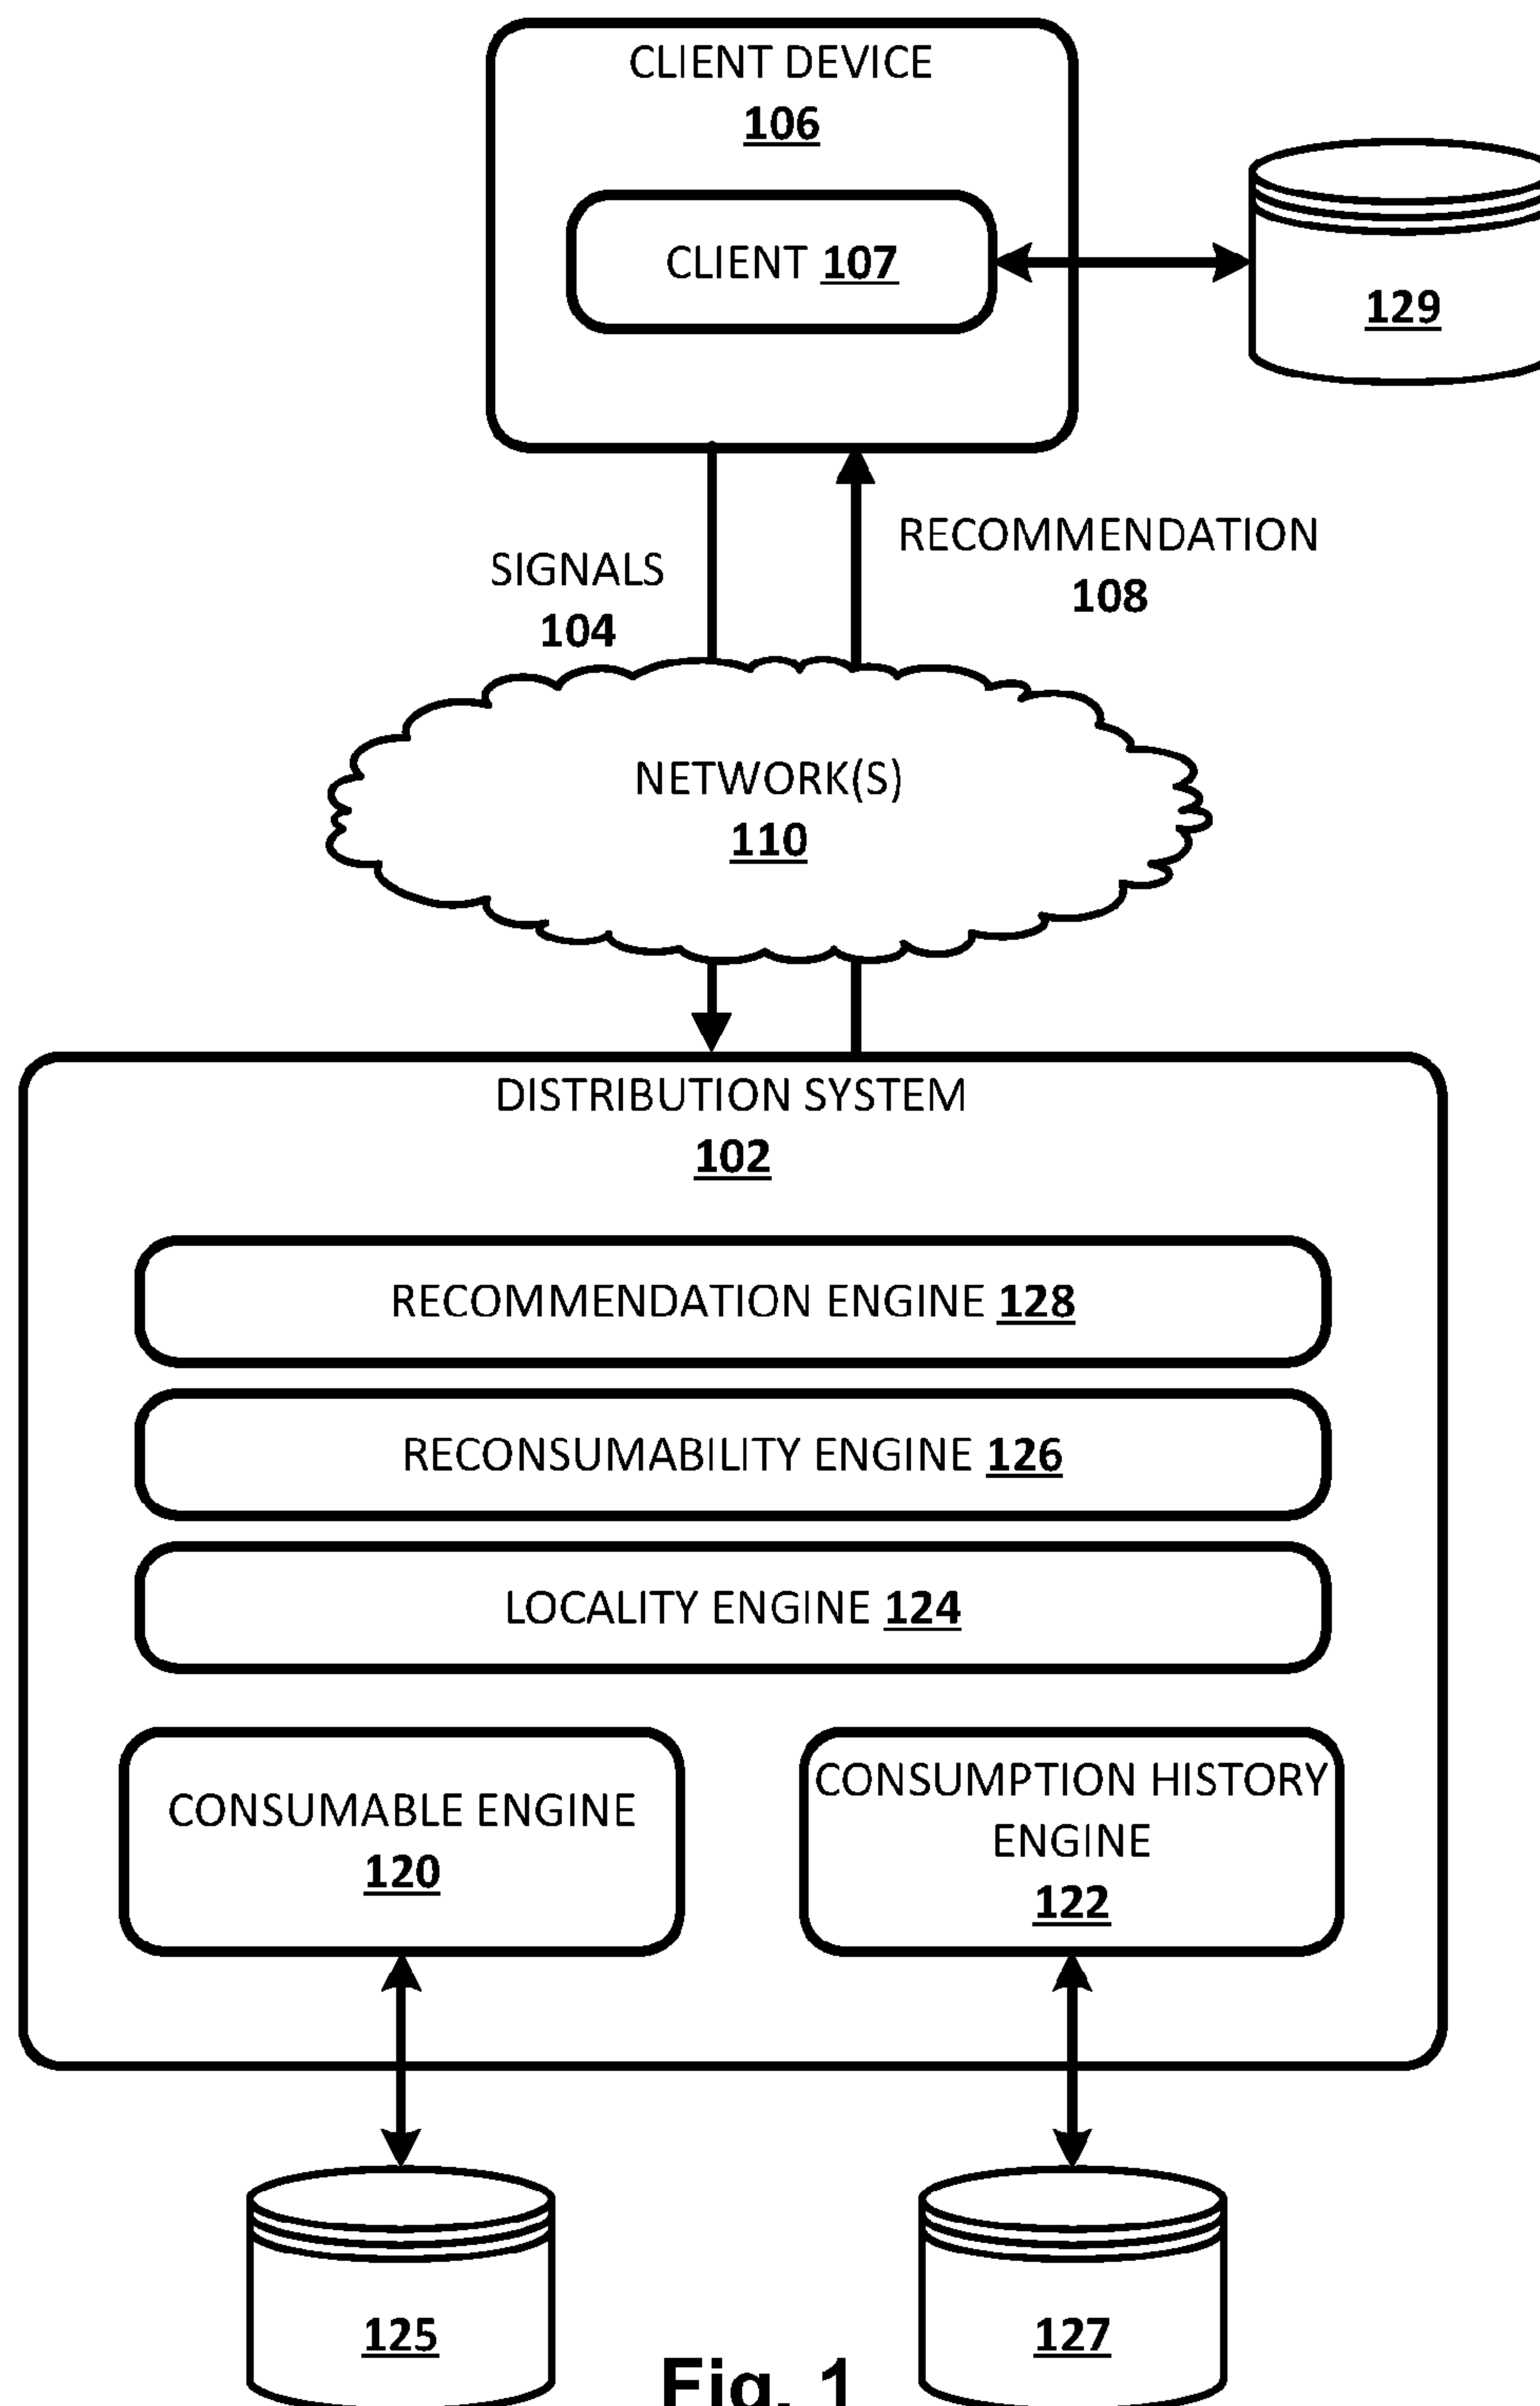 CLIENT DEVICE
106
CLIENT 107
129
RECOMMENDATION
108
SIGNALS
104
NETWORK(S)
110
DISTRIBUTION SYSTEM
102
RECOMMENDATION ENGINE 128
RECONSUMABILITY ENGINE 126
LOCALITY ENGINE 124
CONSUMABLE ENGINE
120
CONSUMPTION HISTORY
ENGINE
122
125
127
Fig. 1